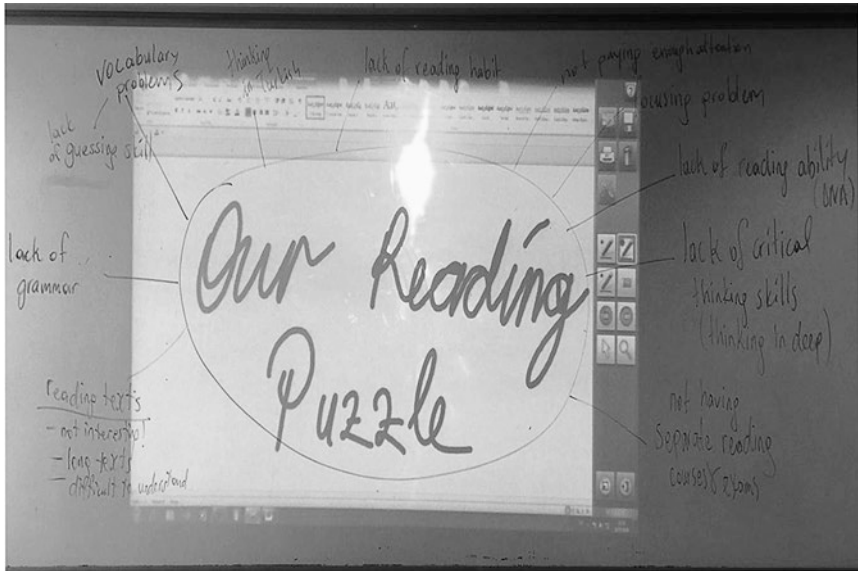 vocabulary
problems
thinking
in Turkish
lack of reading habit
not paying enough attention
focusing problem
lack
of guessing skill
lack of reading ability
(DNA)
Our Reading
Puzzle
lack of
grammar
lack of critical
thinking skills
(thinking in deep)
reading texts
- not interesting
- long texts
- difficult to understand
not having
separate reading
courses & exams